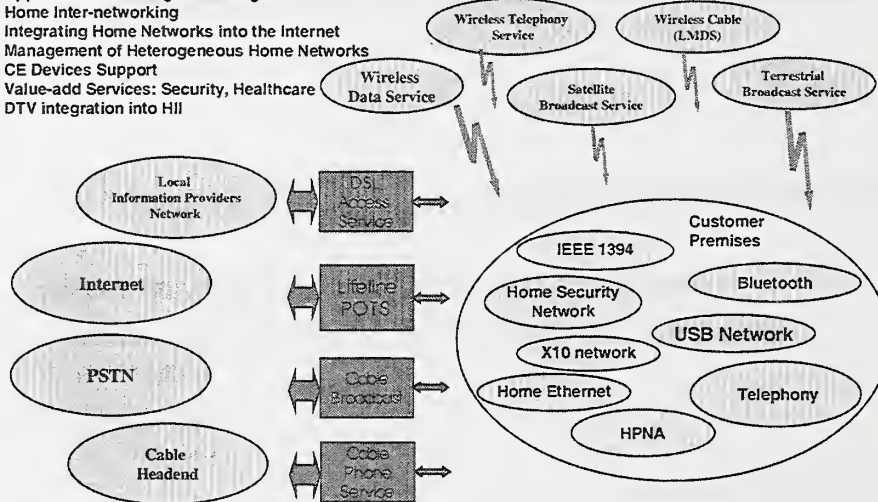 Home Inter-networking
Integrating Home Networks into the Internet
Management of Heterogeneous Home Networks
CE Devices Support
Value-add Services: Security, Healthcare
DTV integration into HII
Wireless Telephony
Service
Wireless Cable
(LMDS)
Wireless
Data Service
Satellite
Broadcast Service
Terrestrial
Broadcast Service
Local
Information Providers
Network
DSL
Access
Service
Internet
Lifeline
POTS
PSTN
Cable
Broadcast
Cable
Headend
Cable
Phone
Service
Customer
Premises
IEEE 1394
Bluetooth
Home Security
Network
USB Network
X10 network
Home Ethernet
Telephony
HPNA